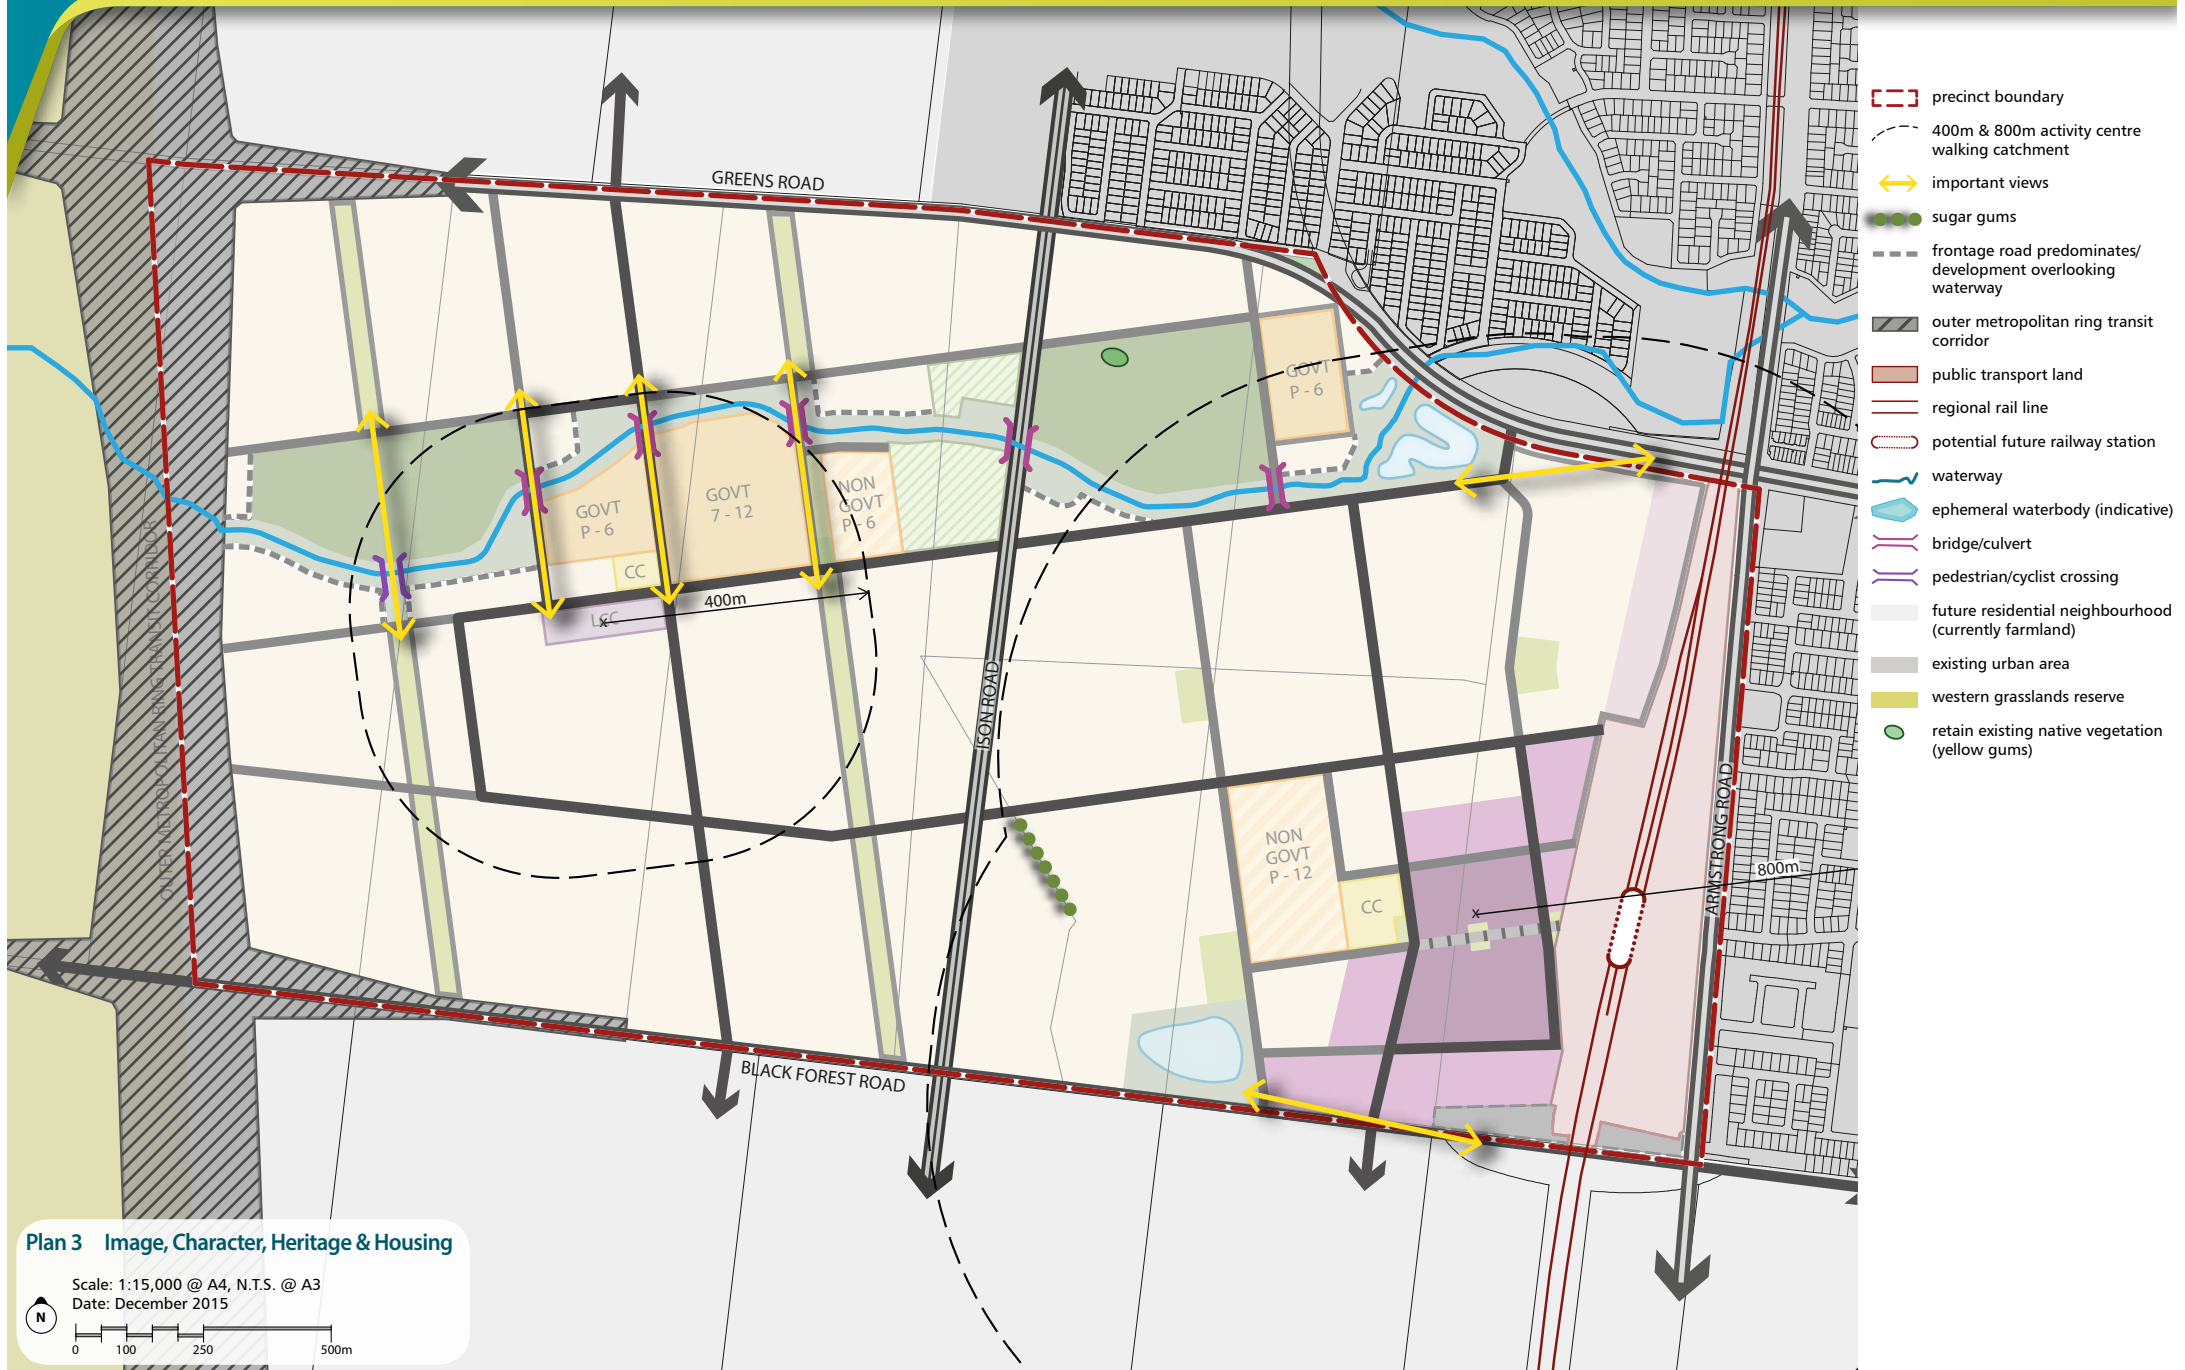 GREENS ROAD
GOVT
P - 6
GOVT
P - 6
GOVT
7 - 12
NON
GOVT
P - 6
CC
LCC
x
400m
OUTER METROPOLITAN RING TRANSIT CORRIDOR
ISON ROAD
NON
GOVT
P - 12
CC
x
800m
ARMSTRONG ROAD
BLACK FOREST ROAD
precinct boundary
400m & 800m activity centre
walking catchment
important views
sugar gums
frontage road predominates/
development overlooking
waterway
outer metropolitan ring transit
corridor
public transport land
regional rail line
potential future railway station
waterway
ephemeral waterbody (indicative)
bridge/culvert
pedestrian/cyclist crossing
future residential neighbourhood
(currently farmland)
existing urban area
western grasslands reserve
retain existing native vegetation
(yellow gums)
Plan 3 Image, Character, Heritage & Housing
Scale: 1:15,000 @ A4, N.T.S. @ A3
Date: December 2015
N
0 100 250 500m